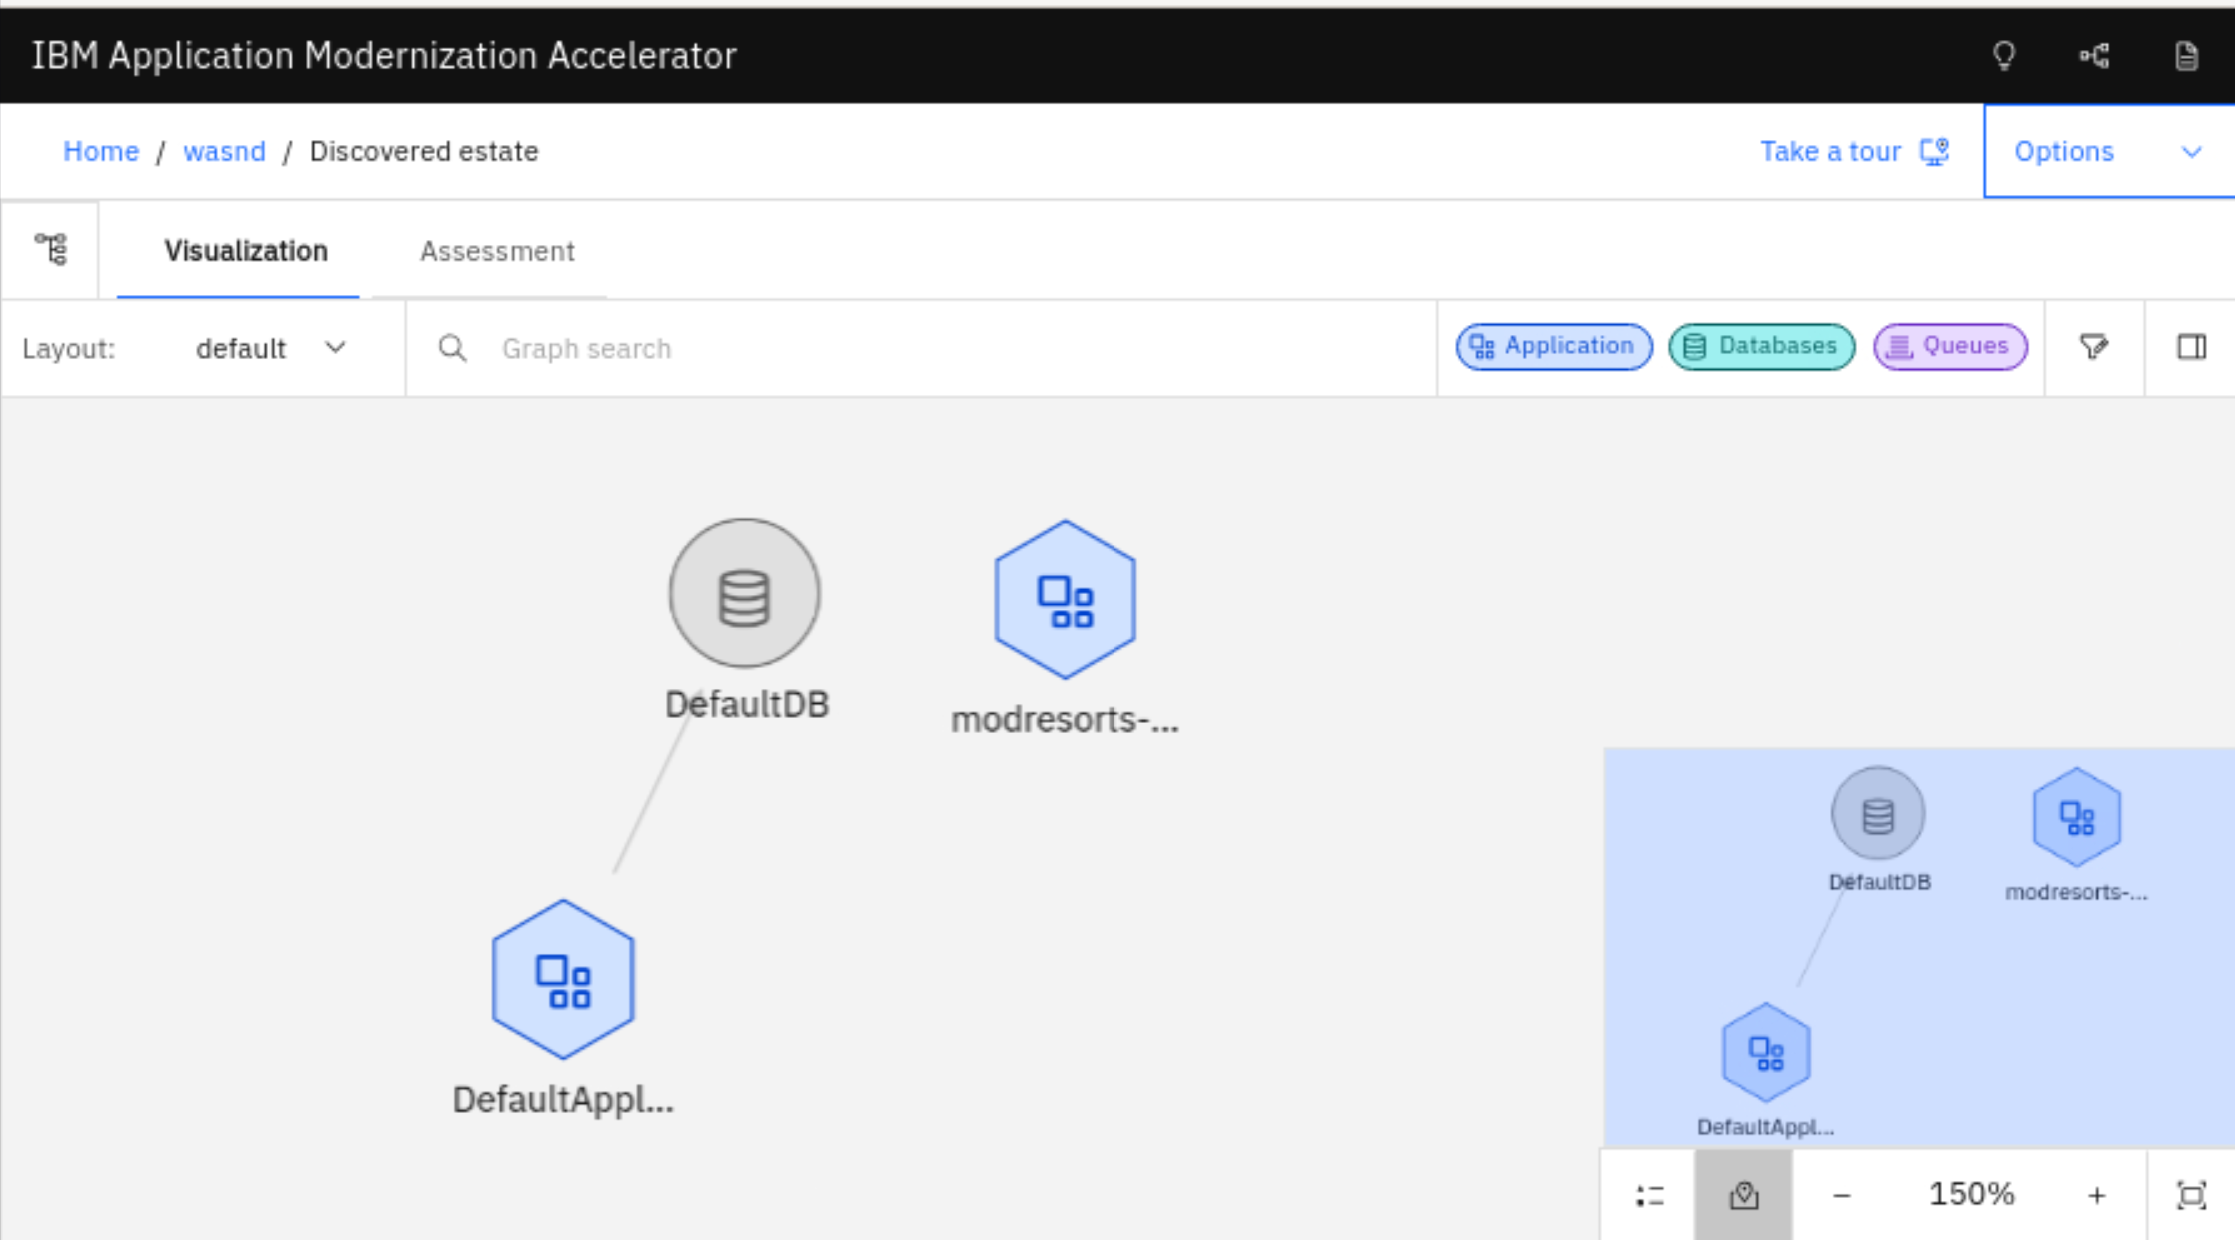 IBM Application Modernization Accelerator
Home / wasnd / Discovered estate
Take a tour
Options
Visualization
Assessment
Layout:
default
Graph search
Application
Databases
Queues
DefaultDB
modresorts-...
DefaultAppl...
DefaultDB
modresorts-...
DefaultAppl...
150%